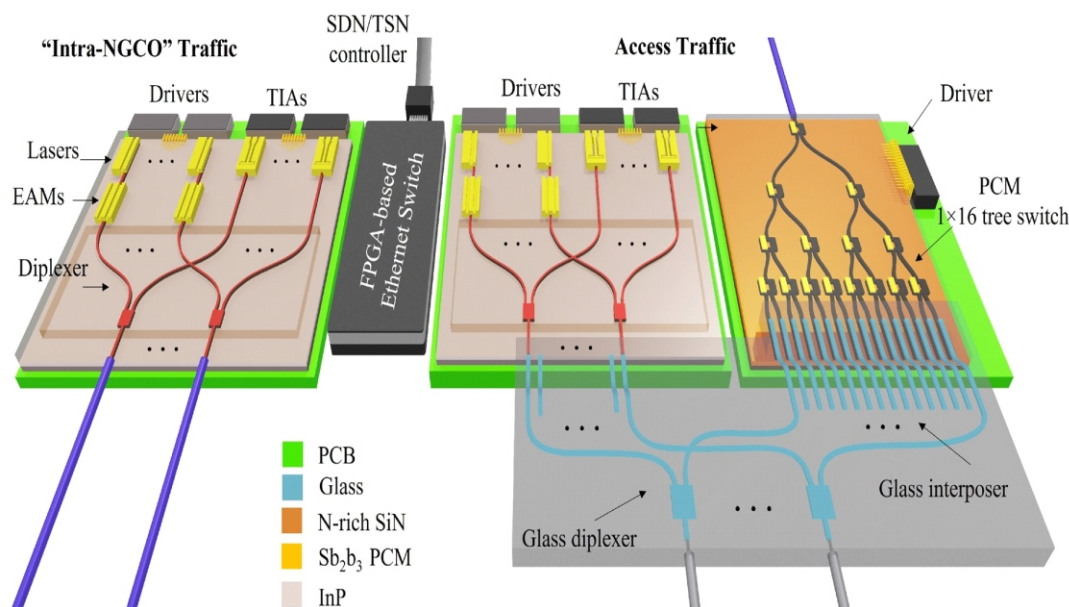 “Intra-NGCO” Traffic
SDN/TSN
controller
Access Traffic
Drivers
TIAs
Drivers
TIAs
Driver
Lasers
EAMs
Diplexer
FPGA-based
Ethernet Switch
PCM
1×16 tree switch
PCB
Glass
N-rich SiN
Sb₂b₃ PCM
InP
Glass diplexer
Glass interposer